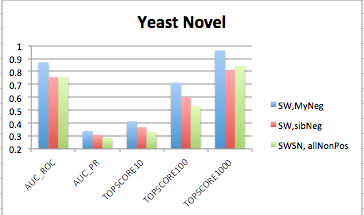 Yeast Novel
1
0.9
0.8
0.7
0.6
0.5
0.4
0.3
0.2
AUC_ROC
AUC_PR
TOPSCORE10
TOPSCORE100
TOPSCORE1000
SW,MyNeg
SW,sibNeg
SWSN, allNonPos